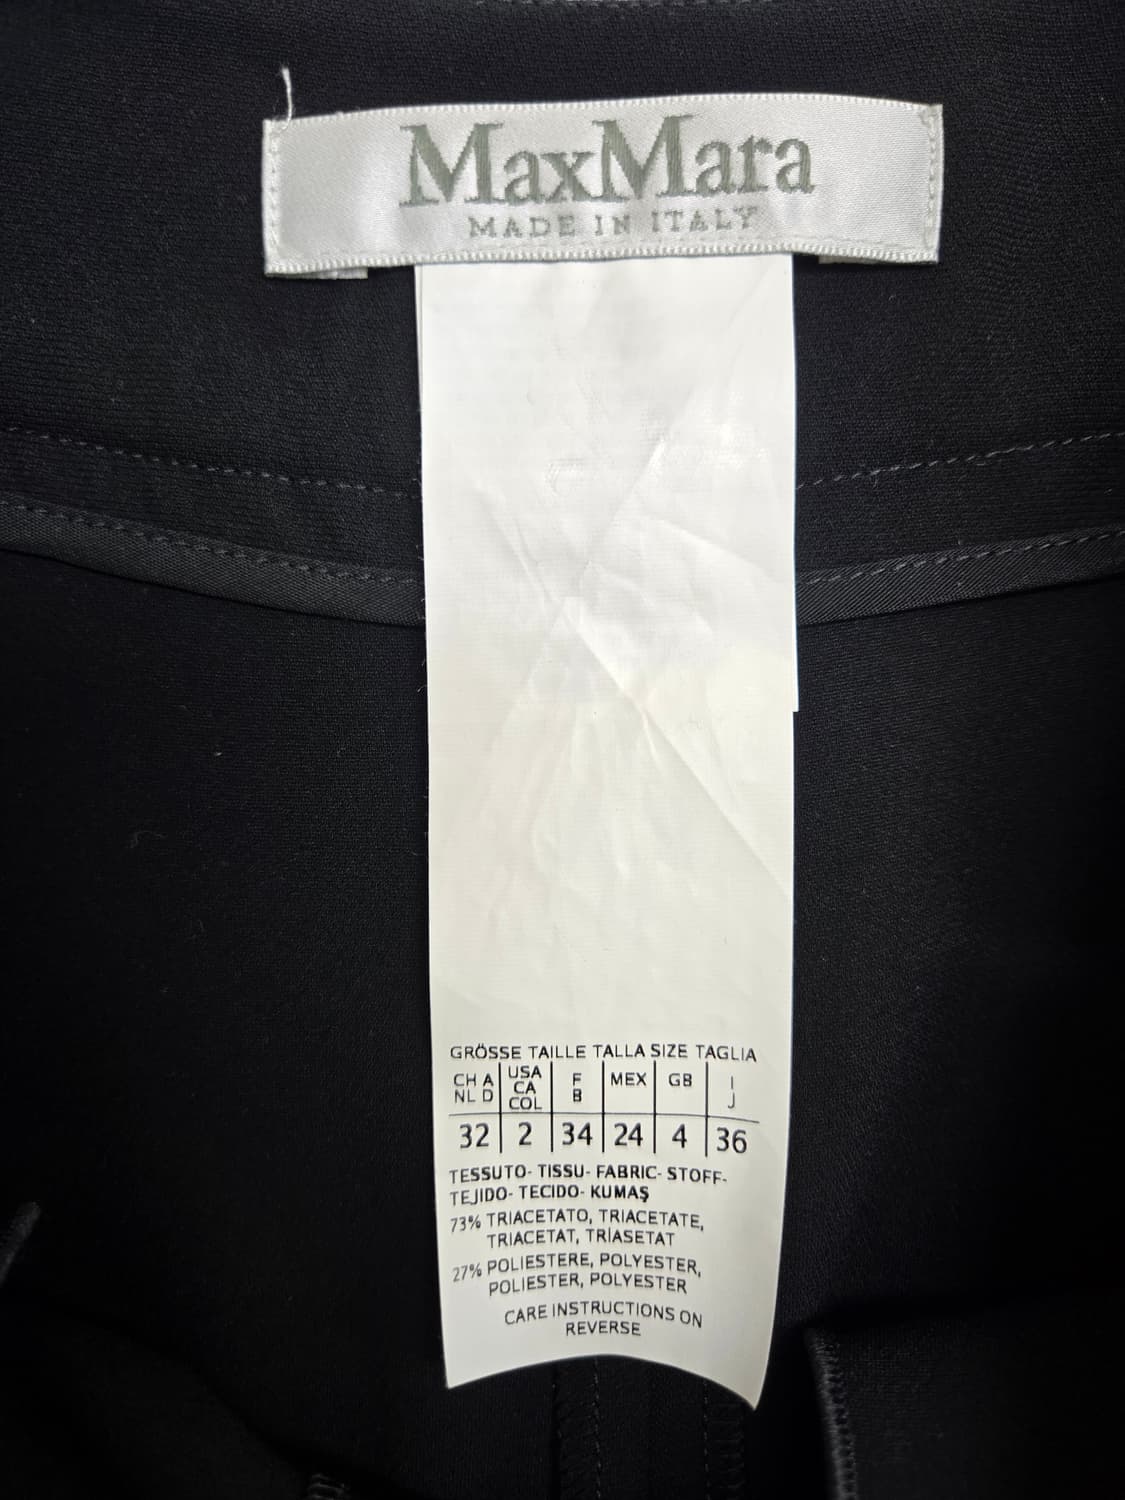 MaxMara
MADE IN ITALY
GRÖSSE TAILLE TALLA SIZE TAGLIA
CH A NL D | USA CA COL | F B | MEX | GB | I J
32 | 2 | 34 | 24 | 4 | 36
TESSUTO- TISSU- FABRIC- STOFF-
TEJIDO- TECIDO- KUMAŞ
73% TRIACETATO, TRIACETATE,
TRIACETAT, TRİASETAT
27% POLIESTERE, POLYESTER,
POLIESTER, POLYESTER
CARE INSTRUCTIONS ON
REVERSE